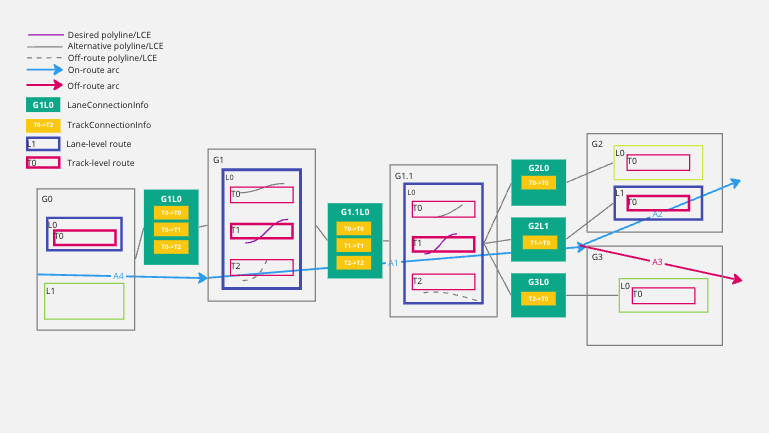 Desired polyline/LCE
Alternative polyline/LCE
Off-route polyline/LCE
On-route arc
Off-route arc
G1L0 LaneConnectionInfo
T0->T2 TrackConnectionInfo
L1 Lane-level route
T0 Track-level route
G0
L0
T0
L1
A4
G1L0
T0->T0
T0->T1
T0->T2
G1
L0
T0
T1
T2
G1.1L0
T0->T0
T1->T1
T2->T2
G1.1
L0
T0
T1
T2
A1
G2L0
T0->T0
G2L1
T1->T0
G3L0
T2->T0
G2
L0
T0
L1
T0
A2
G3
A3
L0
T0